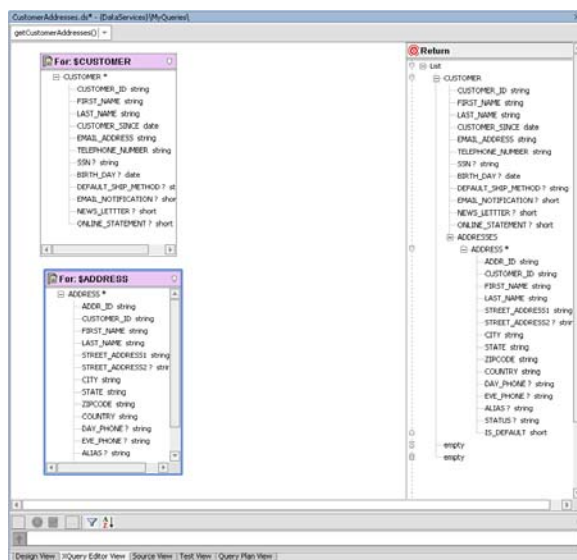 CustomerAddresses.ds* - {DataServices}\MyQueries\
getCustomerAddresses()
For: $CUSTOMER
CUSTOMER *
CUSTOMER_ID string
FIRST_NAME string
LAST_NAME string
CUSTOMER_SINCE date
EMAIL_ADDRESS string
TELEPHONE_NUMBER string
SSN ? string
BIRTH_DAY ? date
DEFAULT_SHIP_METHOD ? st
EMAIL_NOTIFICATION ? shor
NEWS_LETTTER ? short
ONLINE_STATEMENT ? short
For: $ADDRESS
ADDRESS *
ADDR_ID string
CUSTOMER_ID string
FIRST_NAME string
LAST_NAME string
STREET_ADDRESS1 string
STREET_ADDRESS2 ? strir
CITY string
STATE string
ZIPCODE string
COUNTRY string
DAY_PHONE ? string
EVE_PHONE ? string
ALIAS ? string
Return
List
CUSTOMER
CUSTOMER_ID string
FIRST_NAME string
LAST_NAME string
CUSTOMER_SINCE date
EMAIL_ADDRESS string
TELEPHONE_NUMBER string
SSN ? string
BIRTH_DAY ? date
DEFAULT_SHIP_METHOD ? string
EMAIL_NOTIFICATION ? short
NEWS_LETTTER ? short
ONLINE_STATEMENT ? short
ADDRESSES
ADDRESS *
ADDR_ID string
CUSTOMER_ID string
FIRST_NAME string
LAST_NAME string
STREET_ADDRESS1 string
STREET_ADDRESS2 ? string
CITY string
STATE string
ZIPCODE string
COUNTRY string
DAY_PHONE ? string
EVE_PHONE ? string
ALIAS ? string
STATUS ? string
IS_DEFAULT short
empty
empty
Design View XQuery Editor View Source View Test View Query Plan View